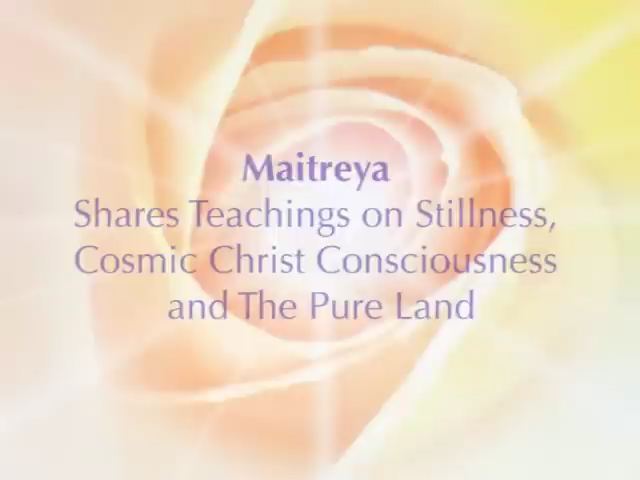 Maitreya
Shares Teachings on Stillness,
Cosmic Christ Consciousness
and The Pure Land